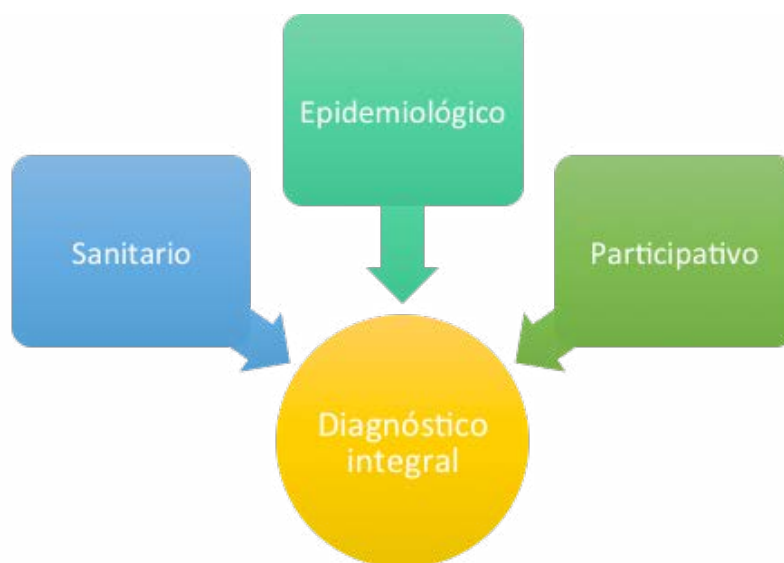 Epidemiológico
Sanitario
Participativo
Diagnóstico
integral